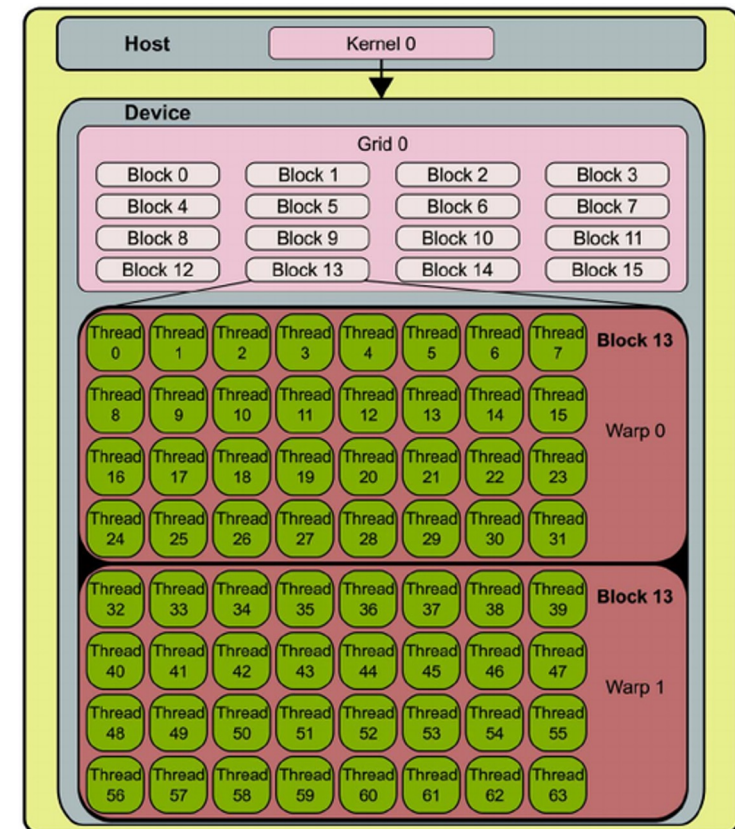 Host
Kernel 0
Device
Grid 0
Block 0 Block 1 Block 2 Block 3
Block 4 Block 5 Block 6 Block 7
Block 8 Block 9 Block 10 Block 11
Block 12 Block 13 Block 14 Block 15
Thread Thread Thread Thread Thread Thread Thread Thread
0 1 2 3 4 5 6 7
Block 13
Thread Thread Thread Thread Thread Thread Thread Thread
8 9 10 11 12 13 14 15
Warp 0
Thread Thread Thread Thread Thread Thread Thread Thread
16 17 18 19 20 21 22 23
Thread Thread Thread Thread Thread Thread Thread Thread
24 25 26 27 28 29 30 31
Thread Thread Thread Thread Thread Thread Thread Thread
32 33 34 35 36 37 38 39
Block 13
Thread Thread Thread Thread Thread Thread Thread Thread
40 41 42 43 44 45 46 47
Warp 1
Thread Thread Thread Thread Thread Thread Thread Thread
48 49 50 51 52 53 54 55
Thread Thread Thread Thread Thread Thread Thread Thread
56 57 58 59 60 61 62 63